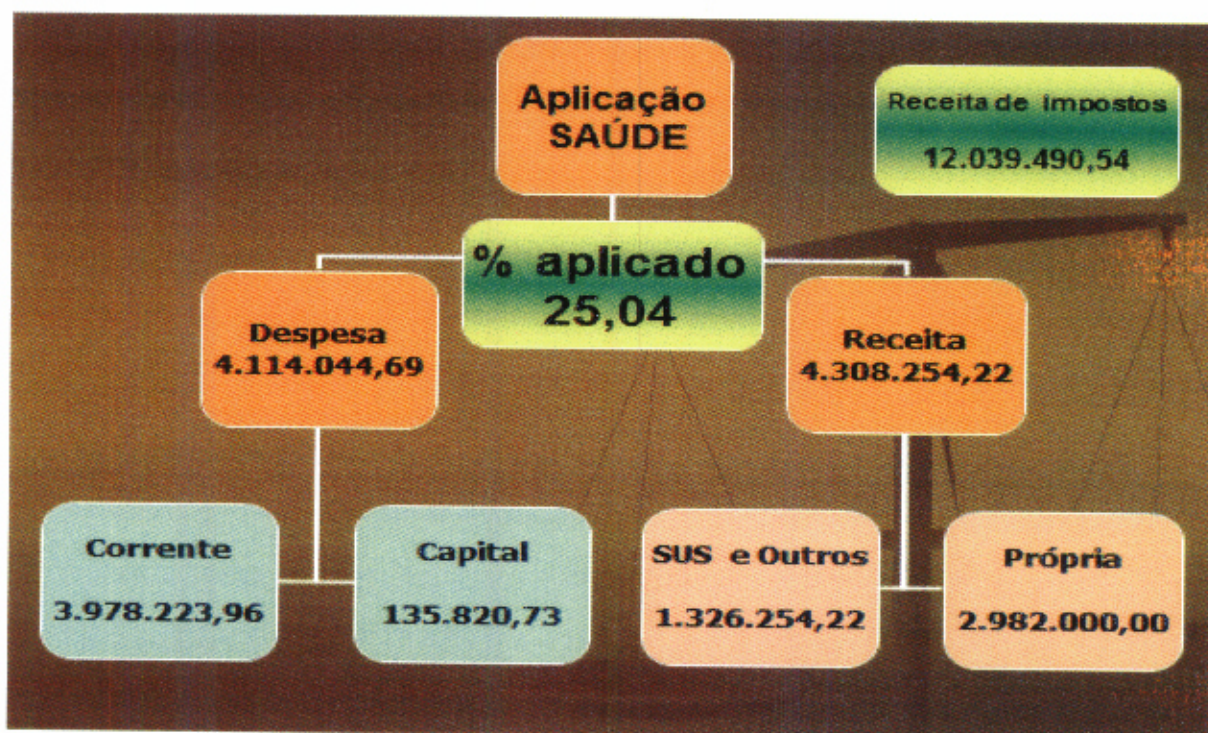 Aplicação
SAÚDE
Receita de Impostos
12.039.490,54
% aplicado
25,04
Despesa
4.114.044,69
Receita
4.308.254,22
Corrente
3.978.223,96
Capital
135.820,73
SUS e Outros
1.326.254,22
Própria
2.982.000,00